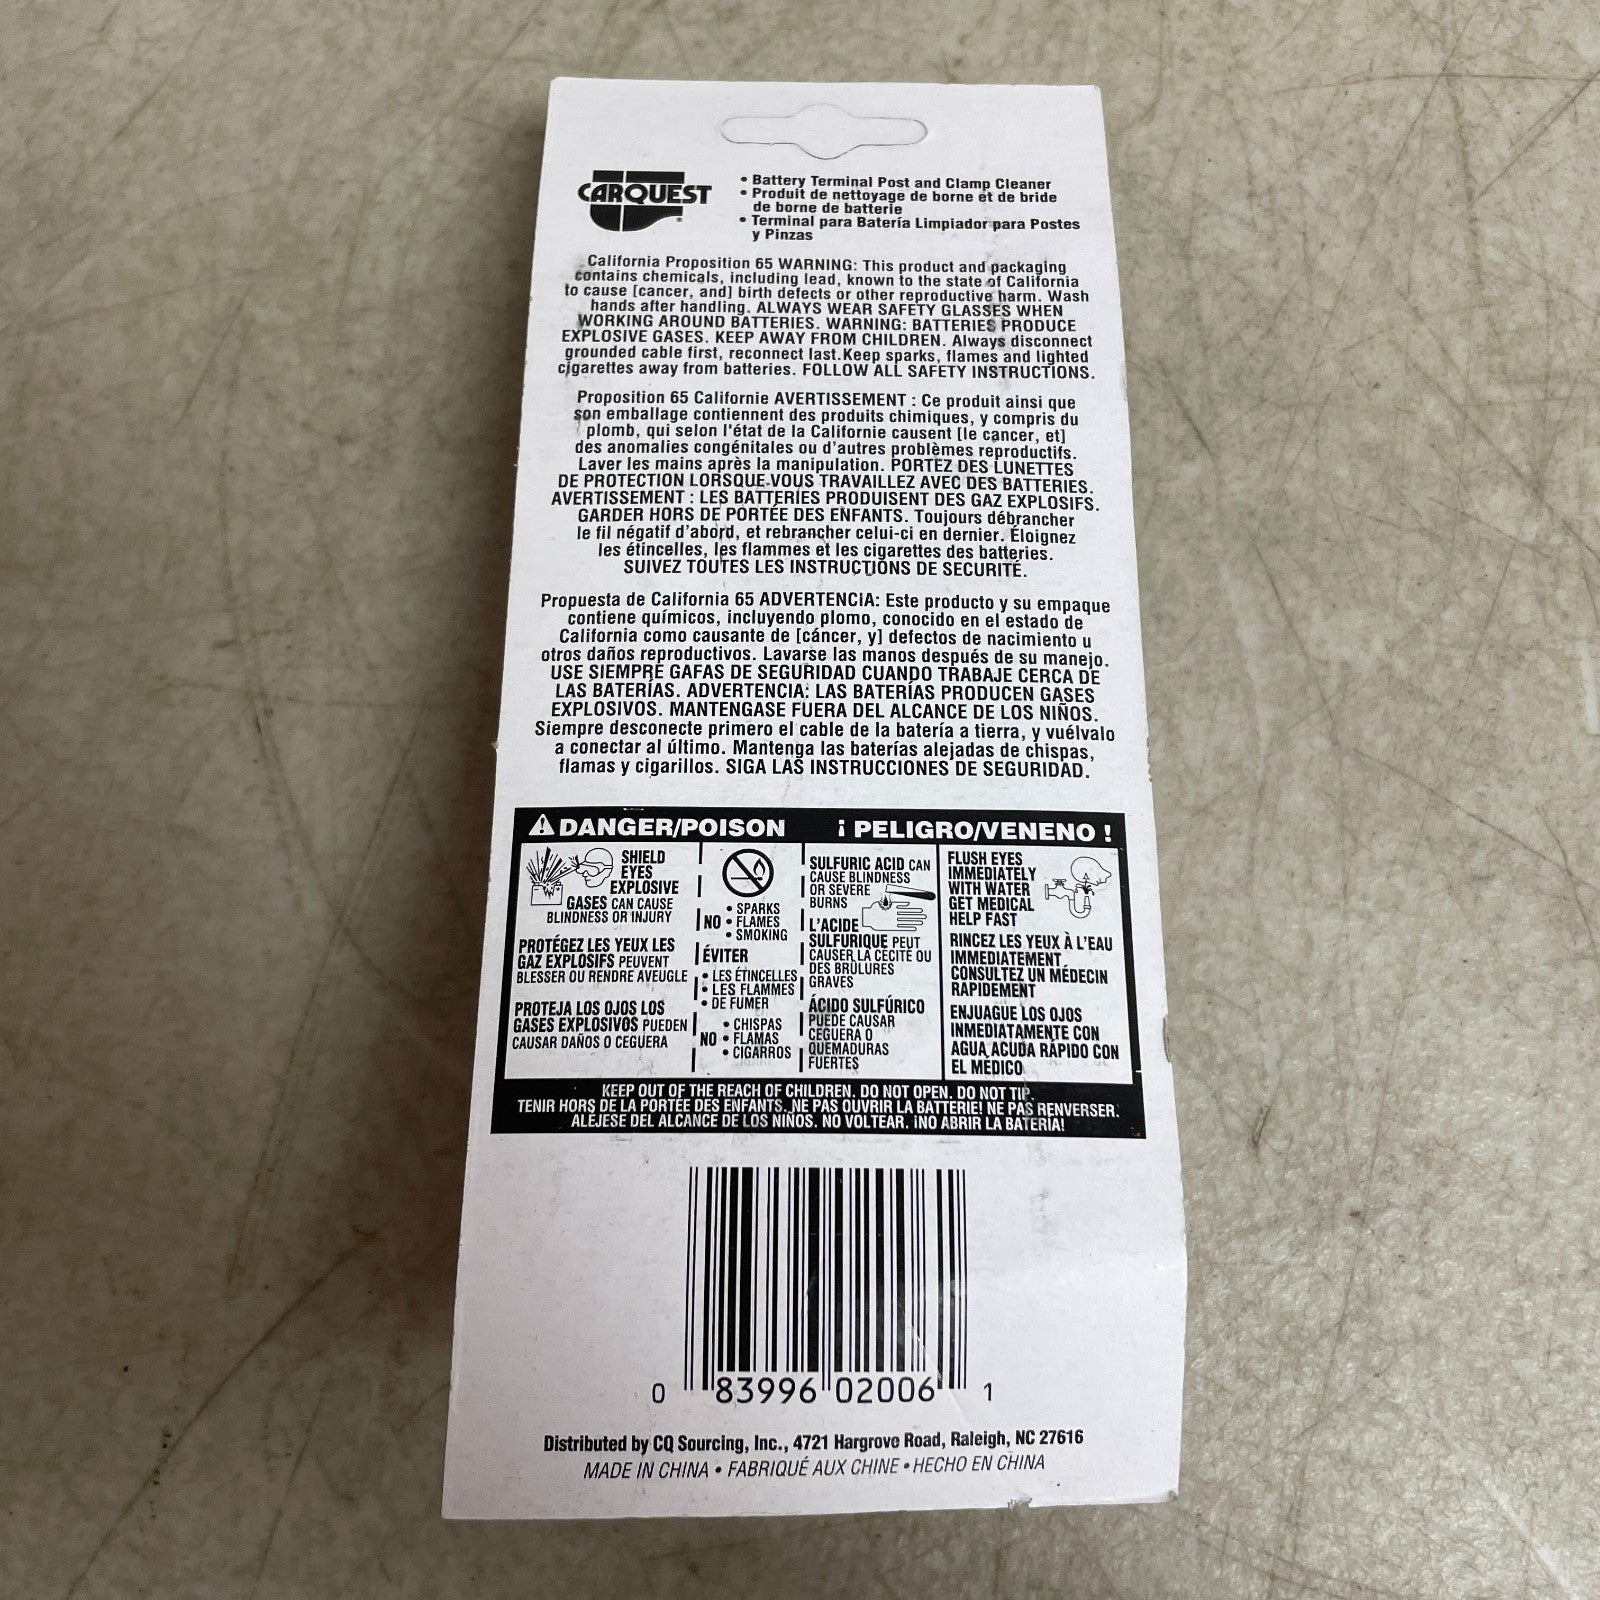 CARQUEST
• Battery Terminal Post and Clamp Cleaner
• Produit de nettoyage de borne et de bride
de borne de batterie
• Terminal para Batería Limpiador para Postes
y Pinzas
California Proposition 65 WARNING: This product and packaging
contains chemicals, including lead, known to the state of California
to cause [cancer, and] birth defects or other reproductive harm. Wash
hands after handling. ALWAYS WEAR SAFETY GLASSES WHEN
WORKING AROUND BATTERIES. WARNING: BATTERIES PRODUCE
EXPLOSIVE GASES. KEEP AWAY FROM CHILDREN. Always disconnect
grounded cable first, reconnect last.Keep sparks, flames and lighted
cigarettes away from batteries. FOLLOW ALL SAFETY INSTRUCTIONS.
Proposition 65 Californie AVERTISSEMENT : Ce produit ainsi que
son emballage contiennent des produits chimiques, y compris du
plomb, qui selon l'état de la Californie causent [le cancer, et]
des anomalies congénitales ou d'autres problèmes reproductifs.
Laver les mains après la manipulation. PORTEZ DES LUNETTES
DE PROTECTION LORSQUE-VOUS TRAVAILLEZ AVEC DES BATTERIES.
AVERTISSEMENT : LES BATTERIES PRODUISENT DES GAZ EXPLOSIFS.
GARDER HORS DE PORTÉE DES ENFANTS. Toujours débrancher
le fil négatif d'abord, et rebrancher celui-ci en dernier. Éloignez
les étincelles, les flammes et les cigarettes des batteries.
SUIVEZ TOUTES LES INSTRUCTIONS DE SECURITÉ.
Propuesta de California 65 ADVERTENCIA: Este producto y su empaque
contiene químicos, incluyendo plomo, conocido en el estado de
California como causante de [cáncer, y] defectos de nacimiento u
otros daños reproductivos. Lavarse las manos después de su manejo.
USE SIEMPRE GAFAS DE SEGURIDAD CUANDO TRABAJE CERCA DE
LAS BATERÍAS. ADVERTENCIA: LAS BATERÍAS PRODUCEN GASES
EXPLOSIVOS. MANTENGASE FUERA DEL ALCANCE DE LOS NIÑOS.
Siempre desconecte primero el cable de la batería a tierra, y vuélvalo
a conectar al último. Mantenga las baterías alejadas de chispas,
flamas y cigarillos. SIGA LAS INSTRUCCIONES DE SEGURIDAD.
DANGER/POISON ¡ PELIGRO/VENENO !
SHIELD
EYES
EXPLOSIVE
GASES CAN CAUSE
BLINDNESS OR INJURY
PROTÉGEZ LES YEUX LES
GAZ EXPLOSIFS PEUVENT
BLESSER OU RENDRE AVEUGLE
PROTEJA LOS OJOS LOS
GASES EXPLOSIVOS PUEDEN
CAUSAR DAÑOS O CEGUERA
• SPARKS
NO • FLAMES
• SMOKING
ÉVITER
• LES ÉTINCELLES
• LES FLAMMES
• DE FUMER
• CHISPAS
NO • FLAMAS
• CIGARROS
SULFURIC ACID CAN
CAUSE BLINDNESS
OR SEVERE
BURNS
L'ACIDE
SULFURIQUE PEUT
CAUSER LA CÉCITÉ OU
DES BRÛLURES
GRAVES
ÁCIDO SULFÚRICO
PUEDE CAUSAR
CEGUERA O
QUEMADURAS
FUERTES
FLUSH EYES
IMMEDIATELY
WITH WATER
GET MEDICAL
HELP FAST
RINCEZ LES YEUX À L'EAU
IMMEDIATEMENT
CONSULTEZ UN MÉDECIN
RAPIDEMENT
ENJUAGUE LOS OJOS
INMEDIATAMENTE CON
AGUA ACUDA RÁPIDO CON
EL MÉDICO
KEEP OUT OF THE REACH OF CHILDREN. DO NOT OPEN. DO NOT TIP.
TENIR HORS DE LA PORTÉE DES ENFANTS. NE PAS OUVRIR LA BATTERIE! NE PAS RENVERSER.
ALÉJESE DEL ALCANCE DE LOS NIÑOS. NO VOLTEAR. ¡NO ABRIR LA BATERÍA!
0 83996 02006 1
Distributed by CQ Sourcing, Inc., 4721 Hargrove Road, Raleigh, NC 27616
MADE IN CHINA • FABRIQUÉ AUX CHINE • HECHO EN CHINA